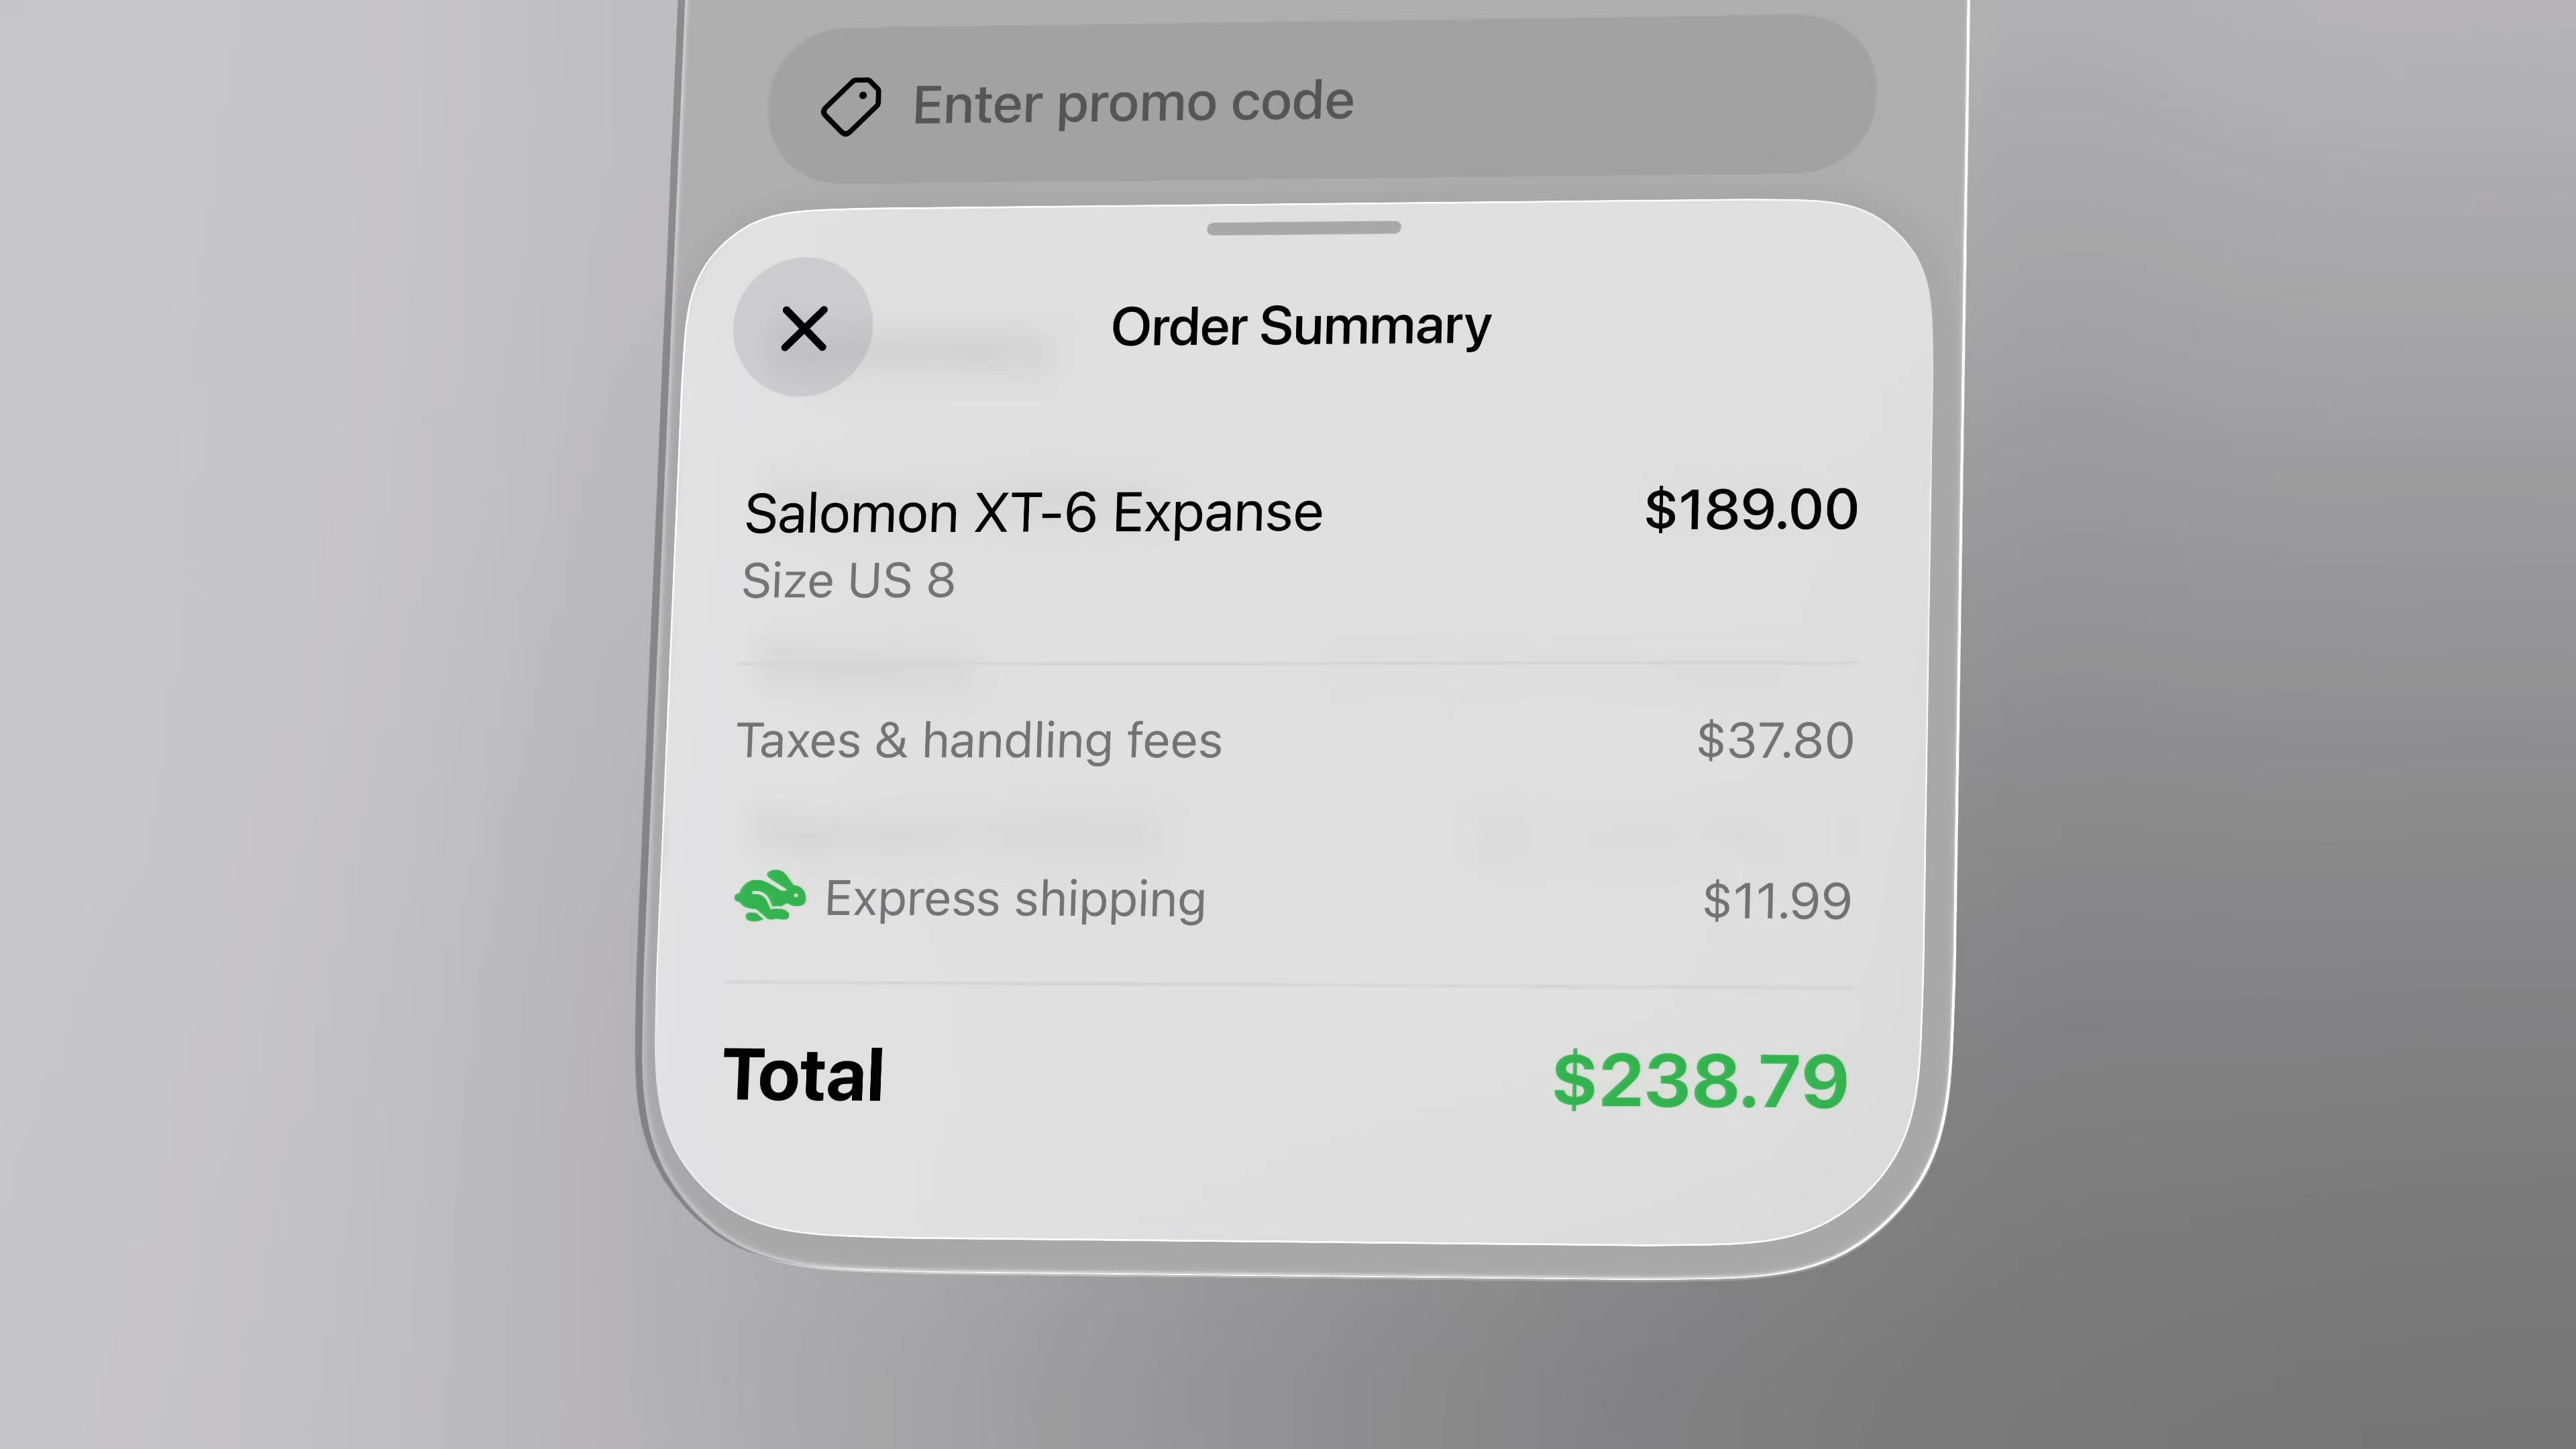 Enter promo code
Order Summary
Salomon XT-6 Expanse $189.00
Size US 8
Taxes & handling fees $37.80
Express shipping $11.99
Total $238.79